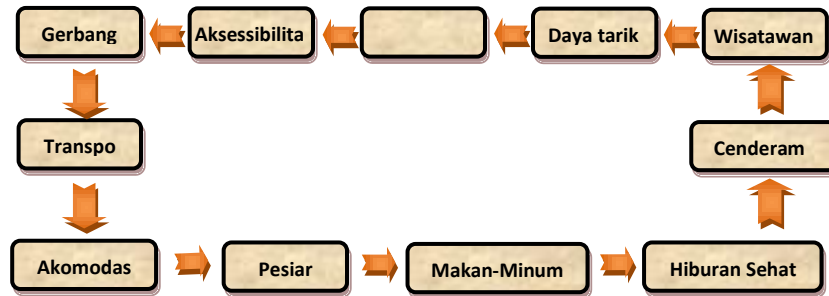 Gerbang
Aksessibilita
Daya tarik
Wisatawan
Transpo
Cenderam
Akomodas
Pesiar
Makan-Minum
Hiburan Sehat